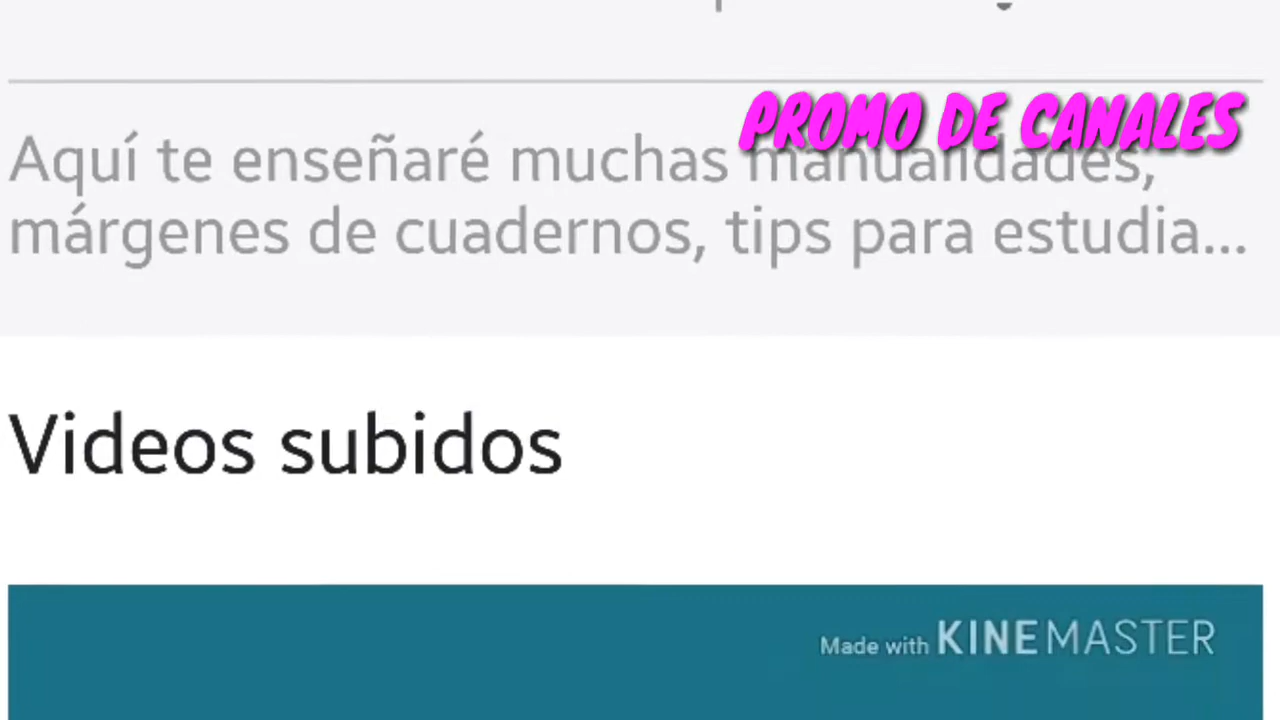 PROMO DE CANALES
Aquí te enseñaré muchas manualidades,
márgenes de cuadernos, tips para estudia...
Videos subidos
Made with KINEMASTER